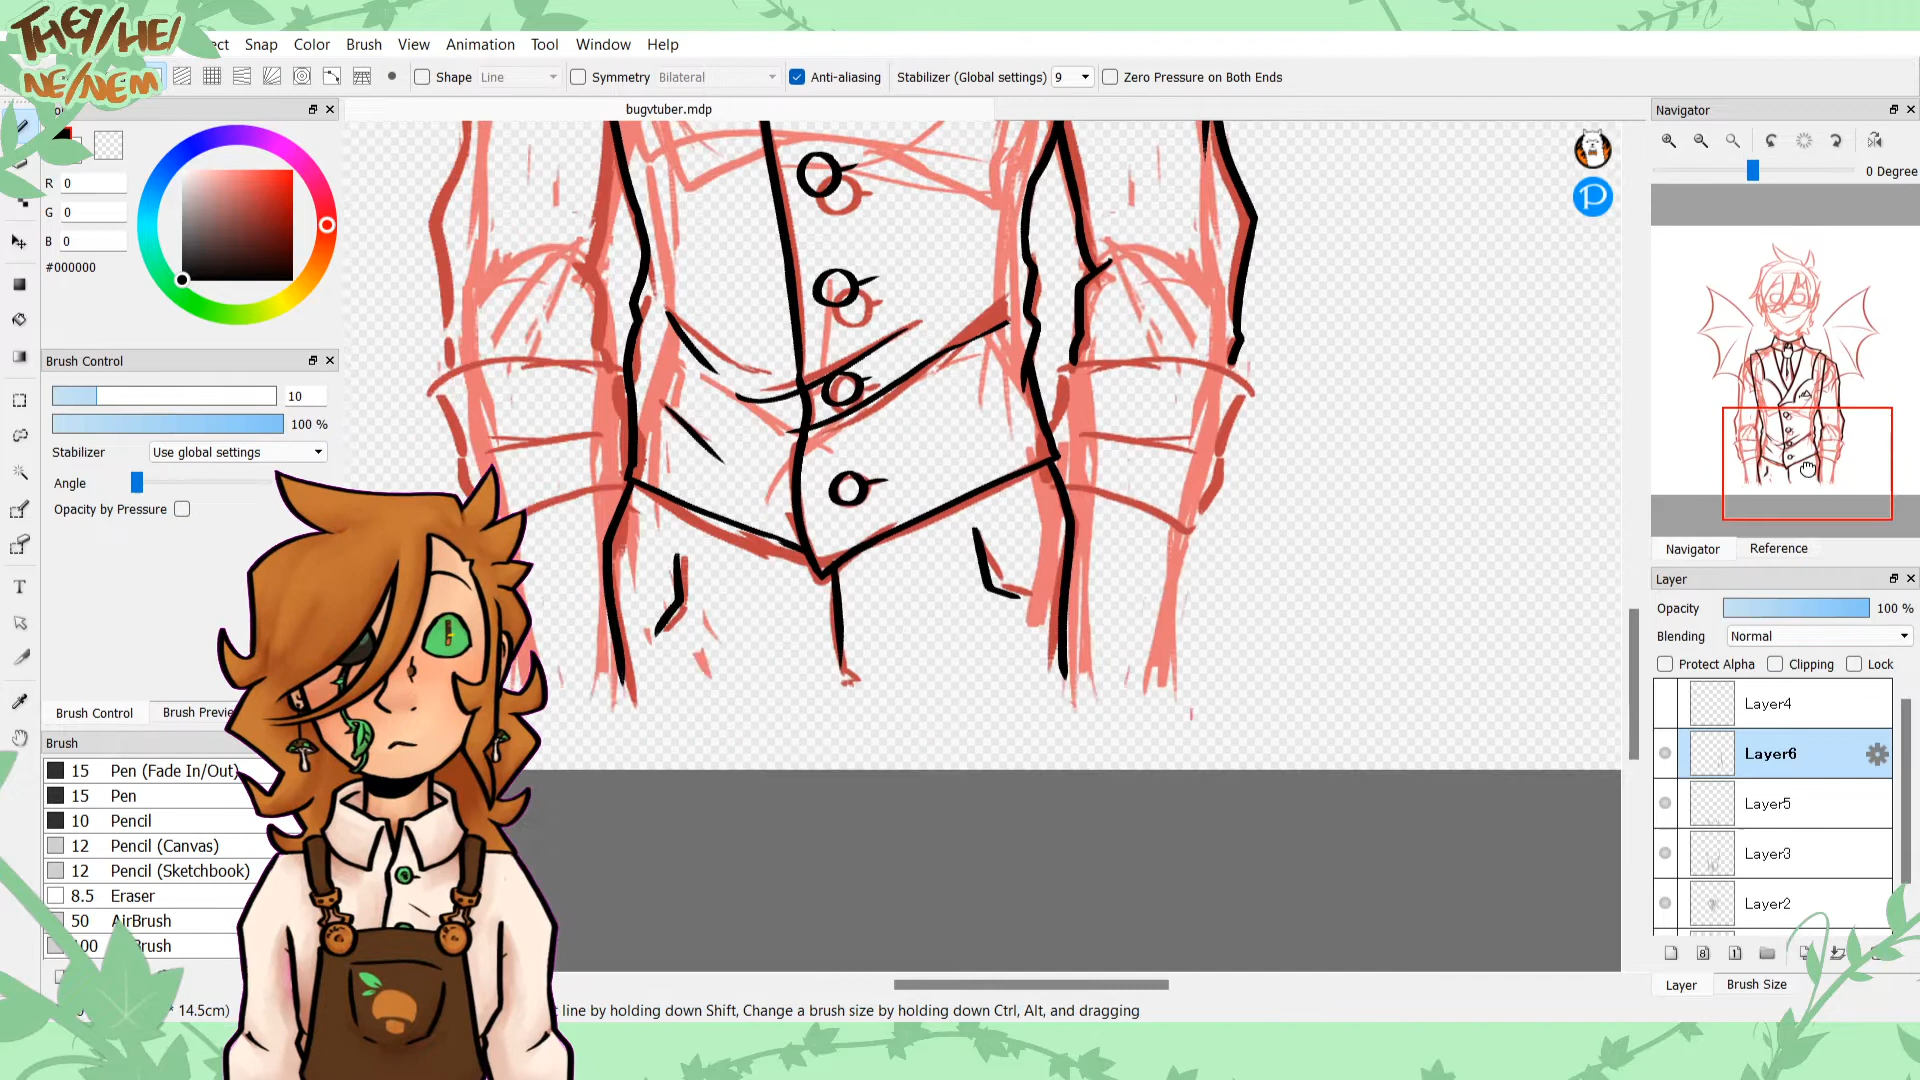 THEY/HE/
NE/NEM
ect Snap Color Brush View Animation Tool Window Help
Shape Line Symmetry Bilateral Anti-aliasing Stabilizer (Global settings) 9 Zero Pressure on Both Ends
bugvtuber.mdp
R 0
G 0
B 0
#000000
Brush Control
10
100 %
Stabilizer Use global settings
Angle
Opacity by Pressure
Brush Control Brush Previ
Brush
15 Pen (Fade In/Out)
15 Pen
10 Pencil
12 Pencil (Canvas)
12 Pencil (Sketchbook)
8.5 Eraser
50 AirBrush
100 Brush
* 14.5cm)
line by holding down Shift, Change a brush size by holding down Ctrl, Alt, and dragging
Navigator
0 Degree
Navigator Reference
Layer
Opacity 100 %
Blending Normal
Protect Alpha Clipping Lock
Layer4
Layer6
Layer5
Layer3
Layer2
Layer Brush Size